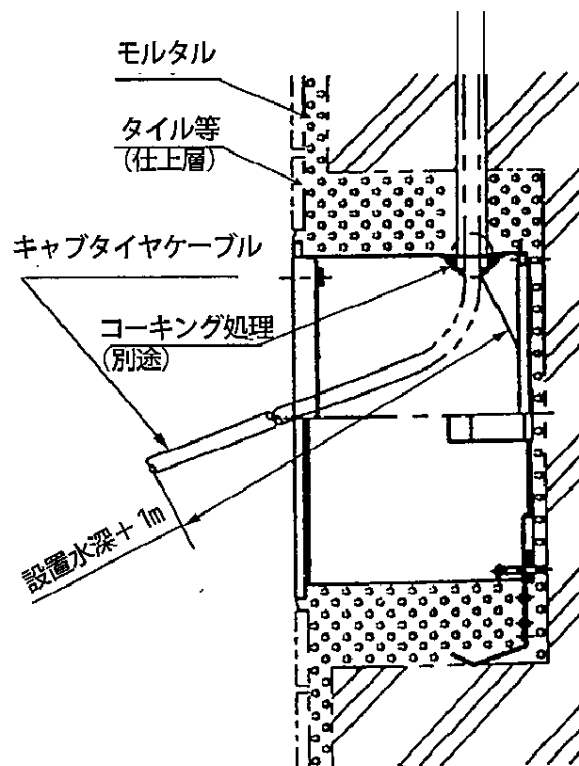 モルタル
タイル等
(仕上層)
キャブタイヤケーブル
コーキング処理
(別途)
設置水深+1m